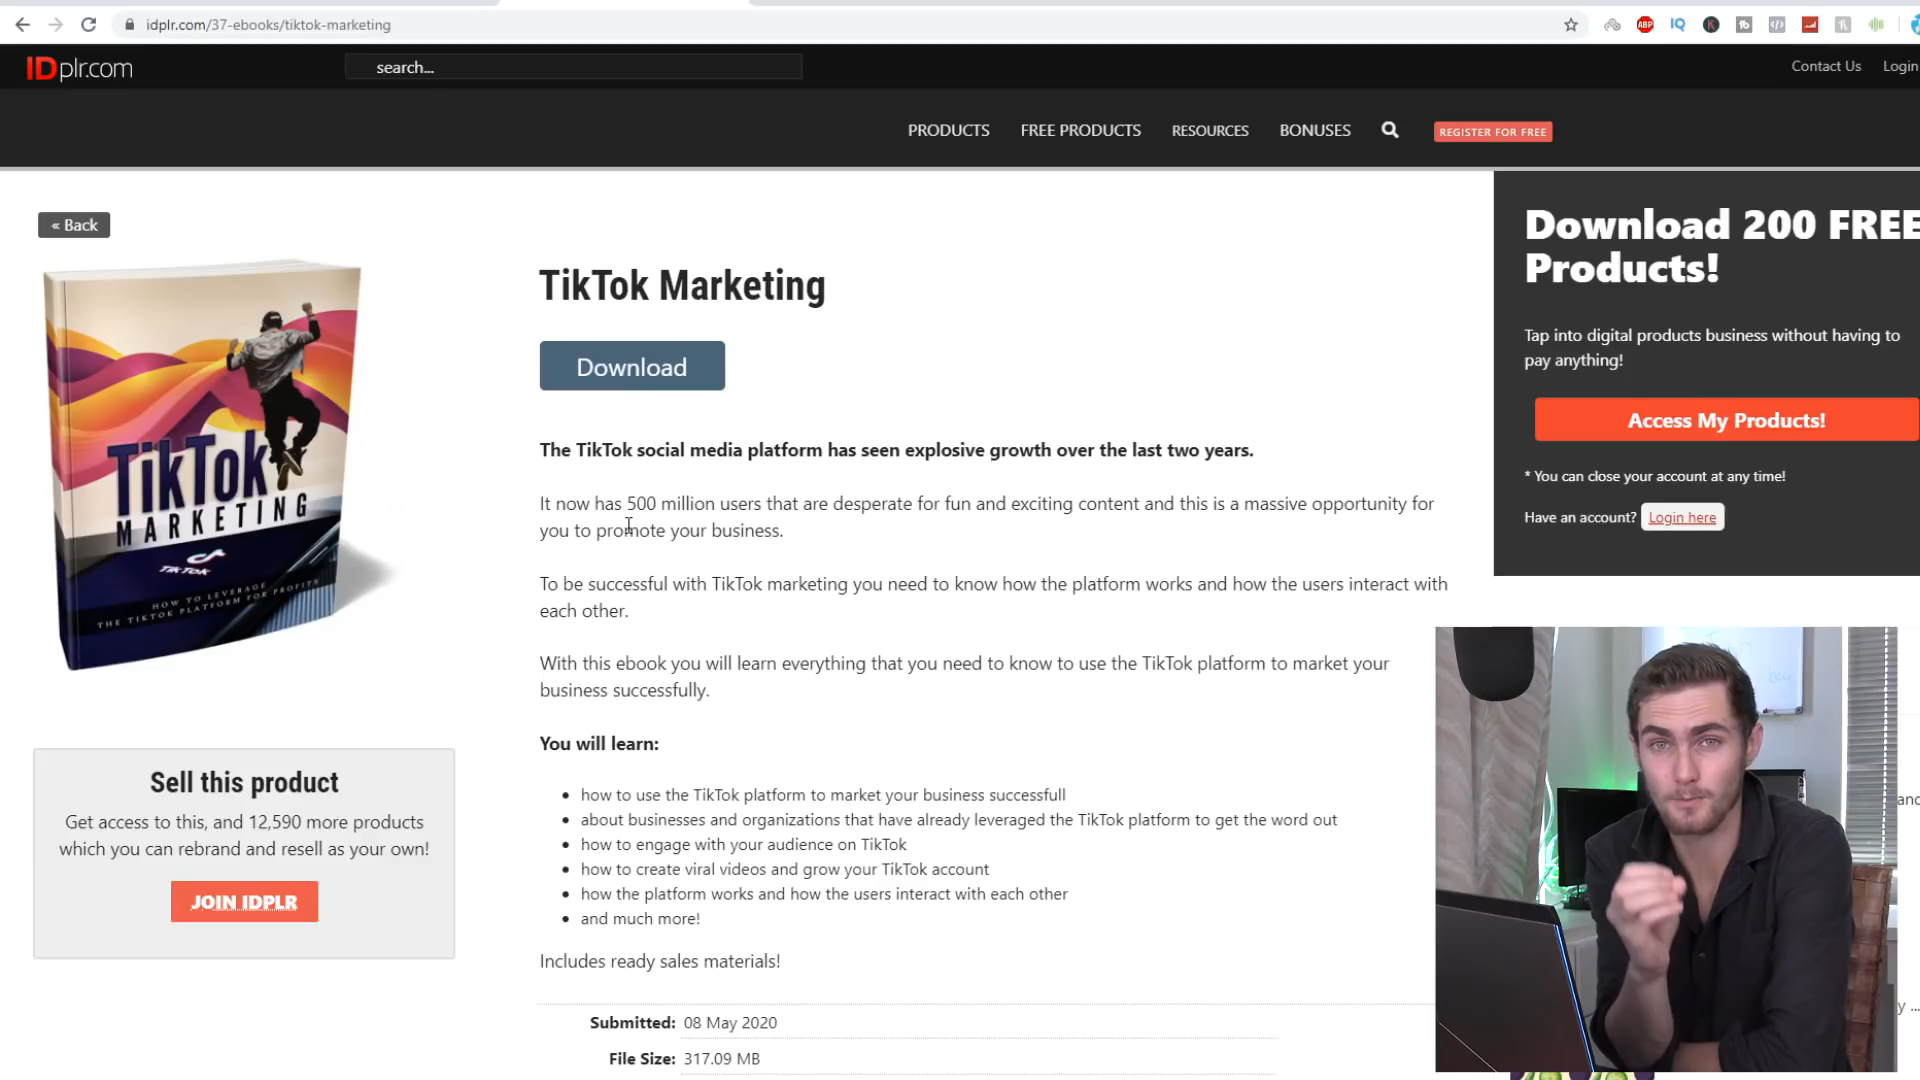 idplr.com/37-ebooks/tiktok-marketing
ABP
IQ
IDplr.com
search...
Contact Us
Login
PRODUCTS
FREE PRODUCTS
RESOURCES
BONUSES
REGISTER FOR FREE
« Back
TikTok
MARKETING
TikTok
HOW TO LEVERAGE
THE TIKTOK PLATFORM FOR PROFITS
TikTok Marketing
Download
The TikTok social media platform has seen explosive growth over the last two years.
It now has 500 million users that are desperate for fun and exciting content and this is a massive opportunity for
you to promote your business.
To be successful with TikTok marketing you need to know how the platform works and how the users interact with
each other.
With this ebook you will learn everything that you need to know to use the TikTok platform to market your
business successfully.
You will learn:
• how to use the TikTok platform to market your business successfull
• about businesses and organizations that have already leveraged the TikTok platform to get the word out
• how to engage with your audience on TikTok
• how to create viral videos and grow your TikTok account
• how the platform works and how the users interact with each other
• and much more!
Includes ready sales materials!
Submitted: 08 May 2020
File Size: 317.09 MB
Sell this product
Get access to this, and 12,590 more products
which you can rebrand and resell as your own!
JOIN IDPLR
Download 200 FREE
Products!
Tap into digital products business without having to
pay anything!
Access My Products!
* You can close your account at any time!
Have an account? Login here
and
y ...